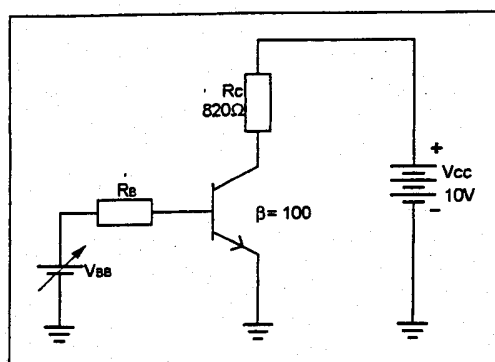 Rc
820Ω
+
Vcc
10V
-
RB
β= 100
VBB